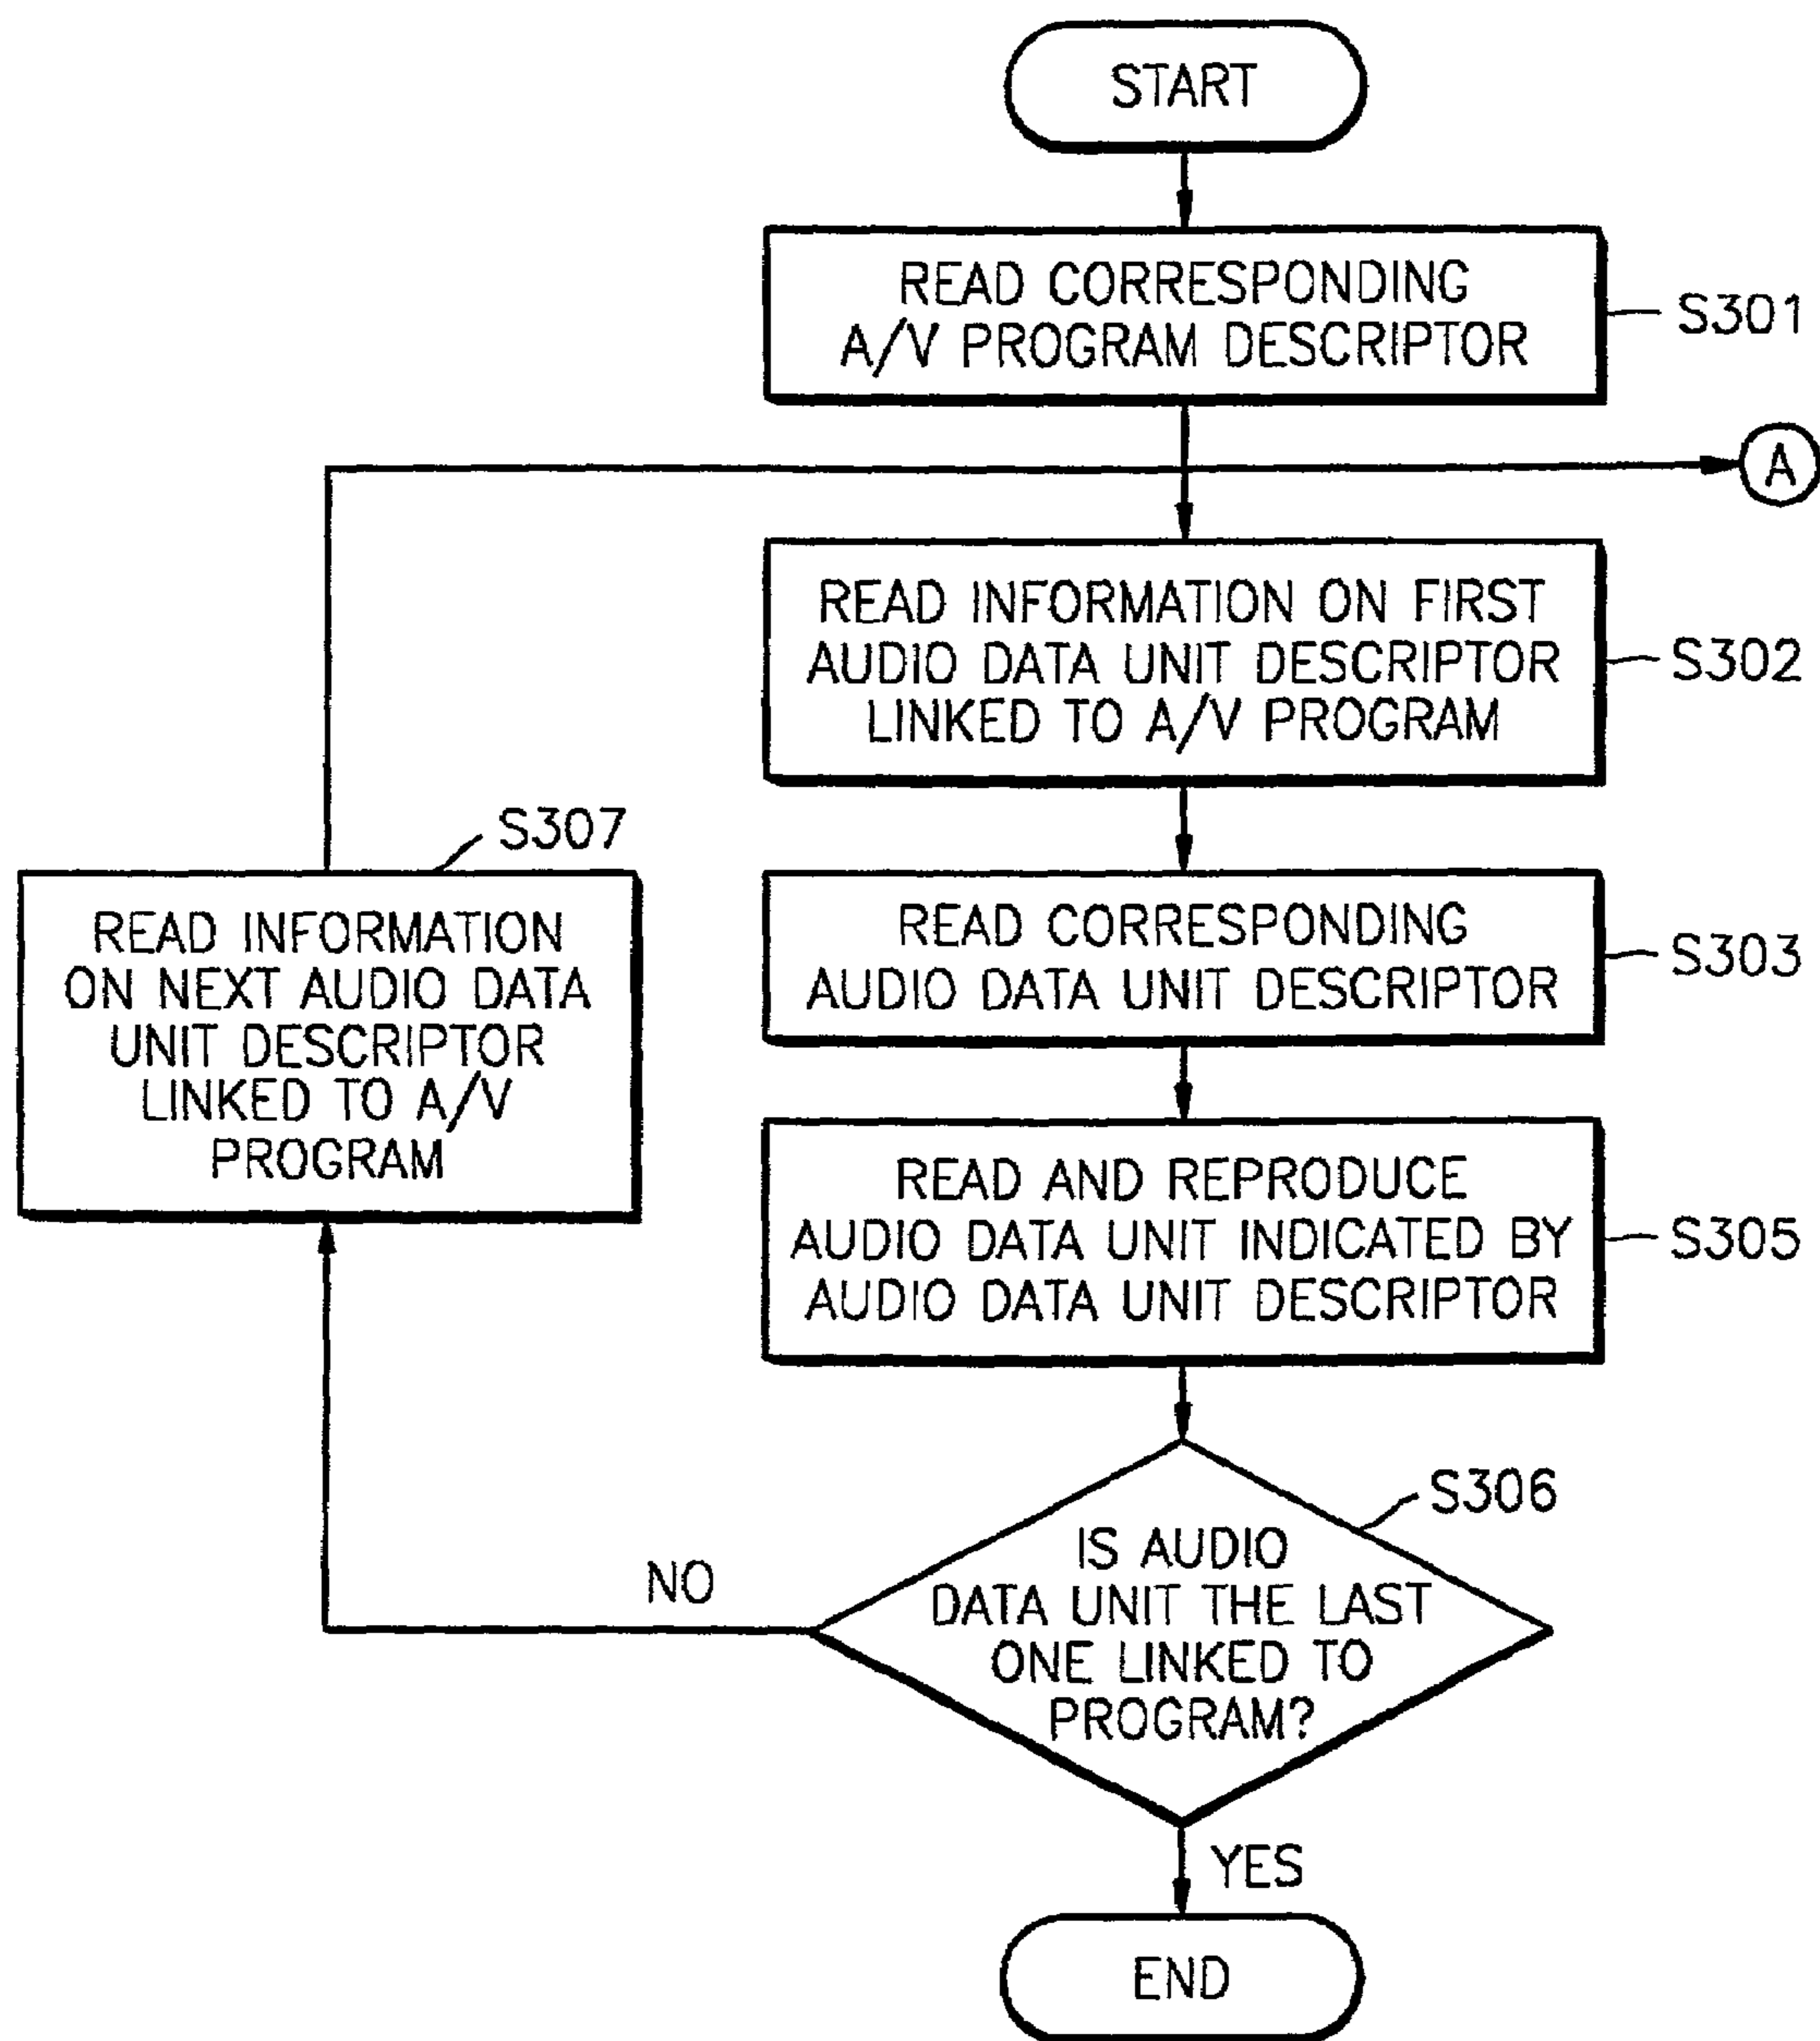 START
READ CORRESPONDING
A/V PROGRAM DESCRIPTOR
S301
A
READ INFORMATION ON FIRST
AUDIO DATA UNIT DESCRIPTOR
LINKED TO A/V PROGRAM
S302
S307
READ INFORMATION
ON NEXT AUDIO DATA
UNIT DESCRIPTOR
LINKED TO A/V
PROGRAM
READ CORRESPONDING
AUDIO DATA UNIT DESCRIPTOR
S303
READ AND REPRODUCE
AUDIO DATA UNIT INDICATED BY
AUDIO DATA UNIT DESCRIPTOR
S305
S306
IS AUDIO
DATA UNIT THE LAST
ONE LINKED TO
PROGRAM?
NO
YES
END